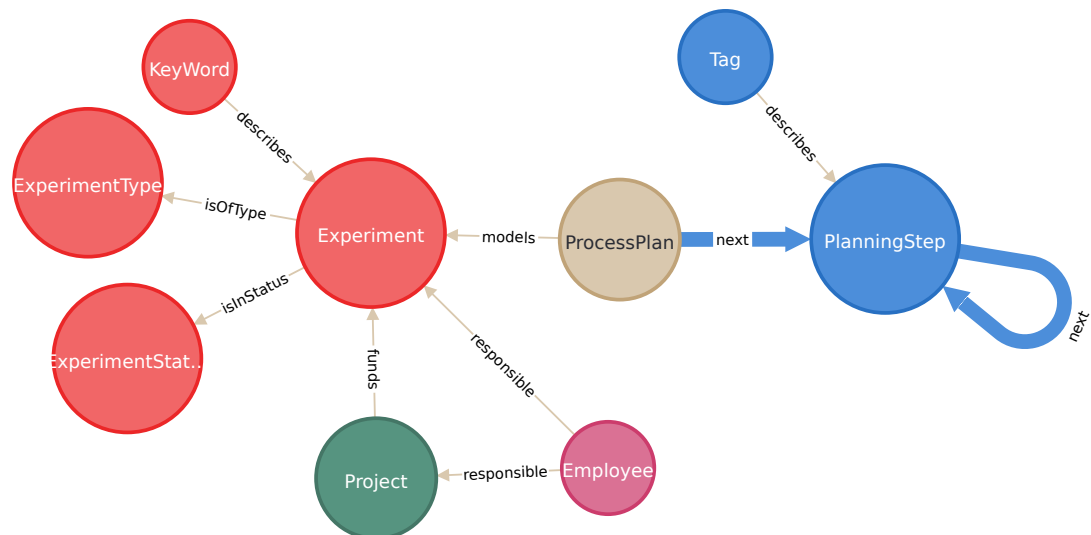 Tag
KeyWord
describes
describes
ExperimentType
isOfType
Experiment
models
ProcessPlan
next
PlanningStep
isInStatus
next
ExperimentStat...
funds
responsible
Project
responsible
Employee